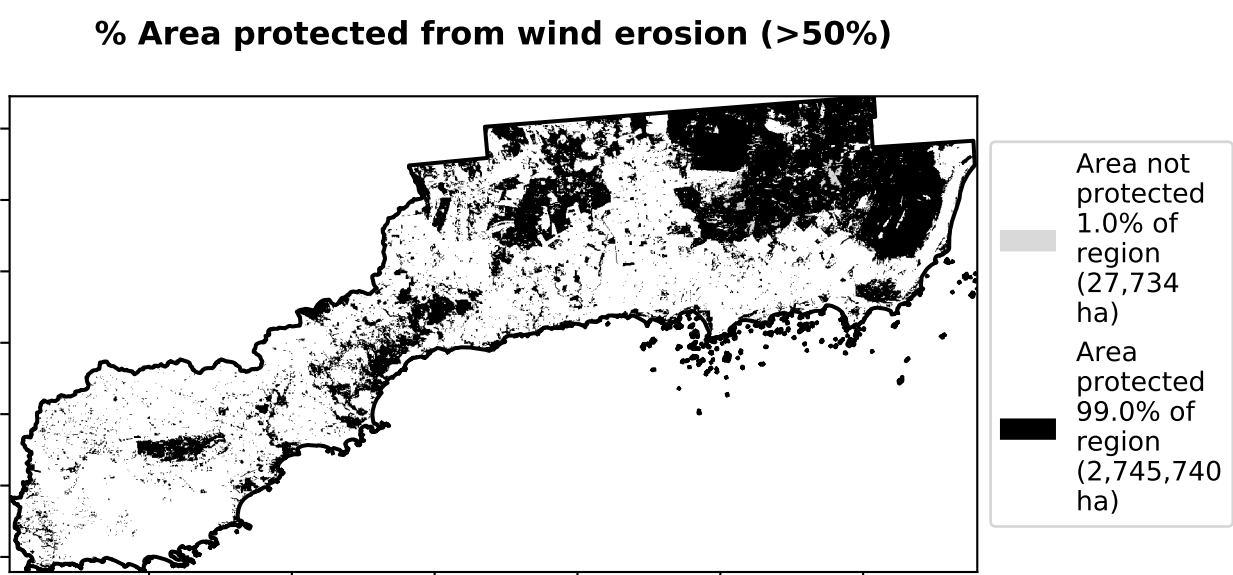 % Area protected from wind erosion (>50%)
Area not
protected
1.0% of
region
(27,734
ha)
Area
protected
99.0% of
region
(2,745,740
ha)